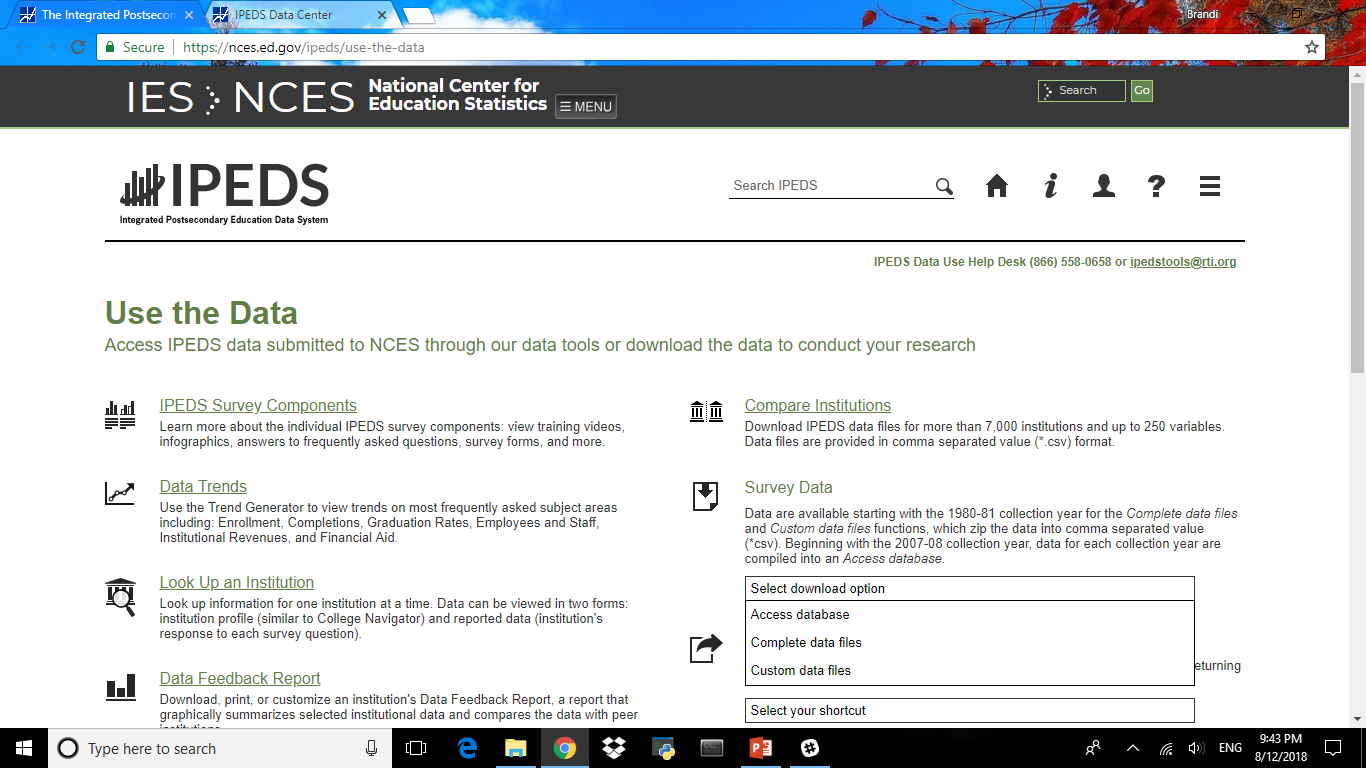 The Integrated Postsecon
IPEDS Data Center
Brandi
Secure
https://nces.ed.gov/ipeds/use-the-data
IES NCES National Center for
Education Statistics
MENU
Search
Go
IPEDS
Integrated Postsecondary Education Data System
Search IPEDS
IPEDS Data Use Help Desk (866) 558-0658 or ipedstools@rti.org
Use the Data
Access IPEDS data submitted to NCES through our data tools or download the data to conduct your research
IPEDS Survey Components
Learn more about the individual IPEDS survey components: view training videos,
infographics, answers to frequently asked questions, survey forms, and more.
Data Trends
Use the Trend Generator to view trends on most frequently asked subject areas
including: Enrollment, Completions, Graduation Rates, Employees and Staff,
Institutional Revenues, and Financial Aid.
Look Up an Institution
Look up information for one institution at a time. Data can be viewed in two forms:
institution profile (similar to College Navigator) and reported data (institution's
response to each survey question).
Data Feedback Report
Download, print, or customize an institution's Data Feedback Report, a report that
graphically summarizes selected institutional data and compares the data with peer
institutions.
Compare Institutions
Download IPEDS data files for more than 7,000 institutions and up to 250 variables.
Data files are provided in comma separated value (*.csv) format.
Survey Data
Data are available starting with the 1980-81 collection year for the Complete data files
and Custom data files functions, which zip the data into comma separated value
(*csv). Beginning with the 2007-08 collection year, data for each collection year are
compiled into an Access database.
Select download option
Access database
Complete data files
Custom data files
eturning
Select your shortcut
Type here to search
ENG
9:43 PM
8/12/2018